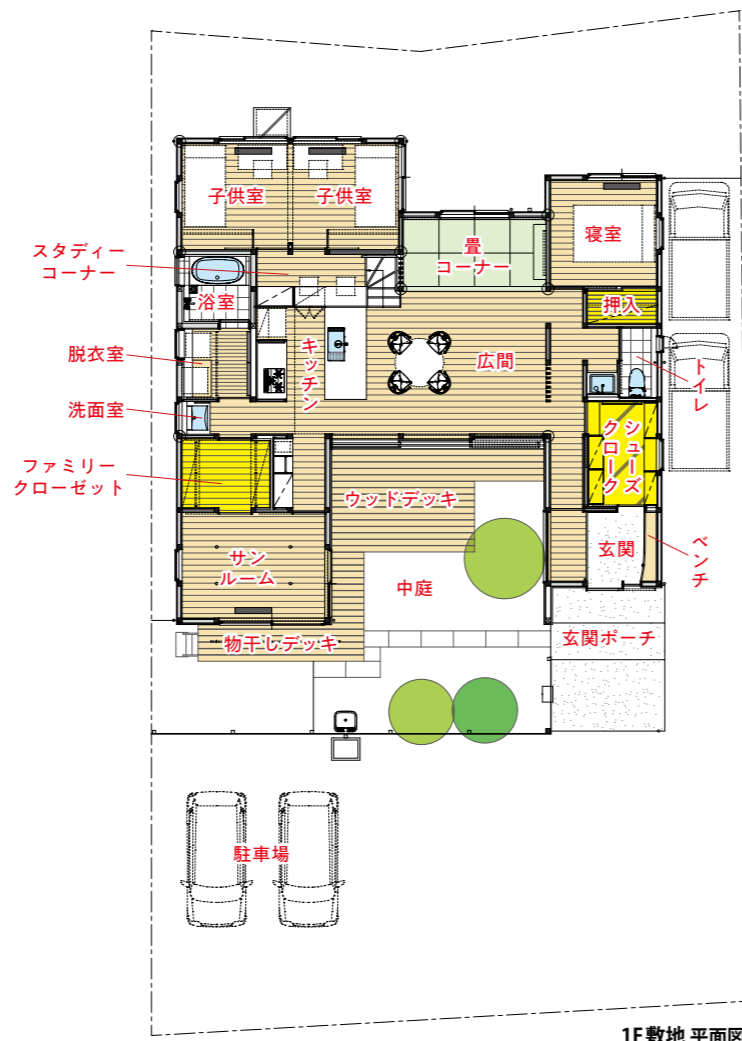 子供室
子供室
スタディー
コーナー
畳
コーナー
寝室
浴室
押入
キッチン
広間
脱衣室
トイレ
洗面室
シューズ
クローク
ファミリー
クローゼット
ウッドデッキ
玄関
ベンチ
サン
ルーム
中庭
物干しデッキ
玄関ポーチ
駐車場
1F敷地 平面図